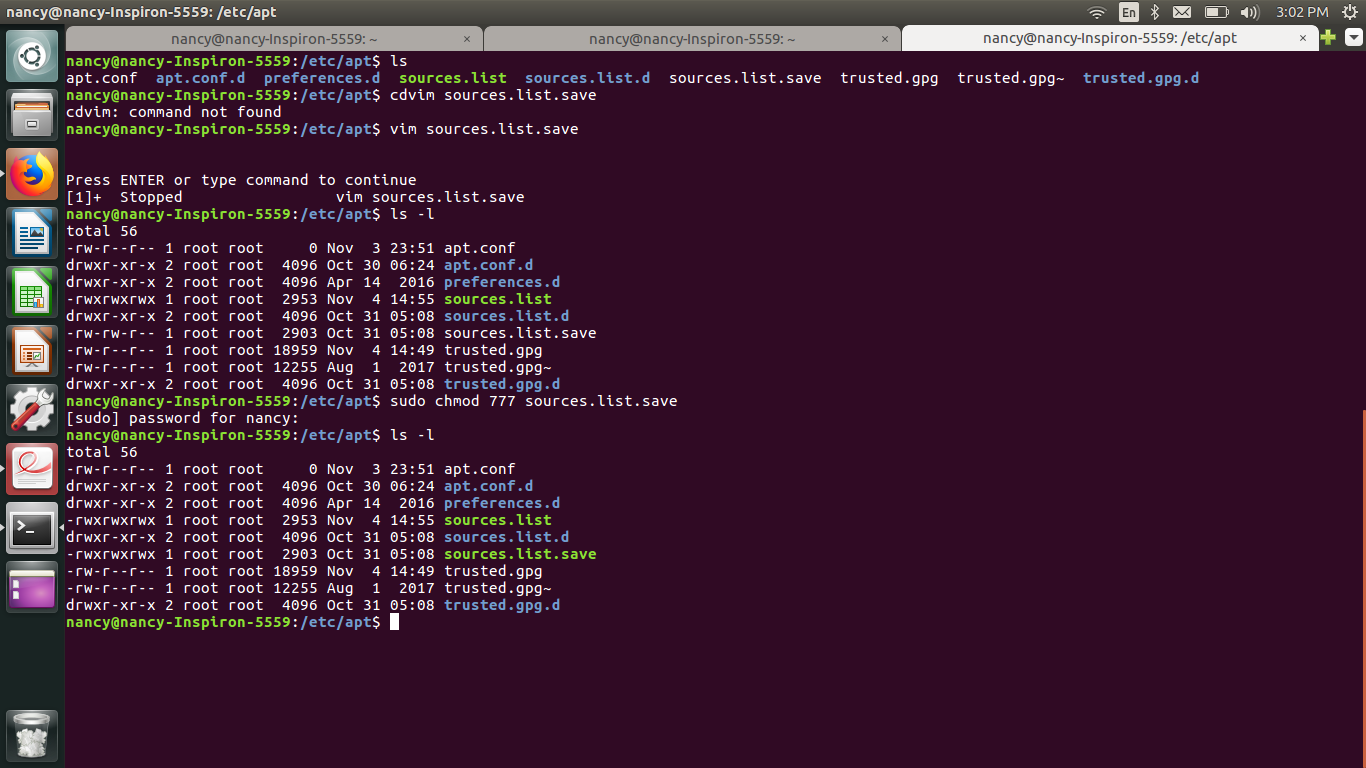 nancy@nancy-Inspiron-5559: /etc/apt
En
3:02 PM
nancy@nancy-Inspiron-5559: ~ ×
nancy@nancy-Inspiron-5559: ~ ×
nancy@nancy-Inspiron-5559: /etc/apt ×
nancy@nancy-Inspiron-5559:/etc/apt$ ls
apt.conf  apt.conf.d  preferences.d  sources.list  sources.list.d  sources.list.save  trusted.gpg  trusted.gpg~  trusted.gpg.d
nancy@nancy-Inspiron-5559:/etc/apt$ cdvim sources.list.save
cdvim: command not found
nancy@nancy-Inspiron-5559:/etc/apt$ vim sources.list.save
Press ENTER or type command to continue
[1]+  Stopped                 vim sources.list.save
nancy@nancy-Inspiron-5559:/etc/apt$ ls -l
total 56
-rw-r--r-- 1 root root     0 Nov  3 23:51 apt.conf
drwxr-xr-x 2 root root  4096 Oct 30 06:24 apt.conf.d
drwxr-xr-x 2 root root  4096 Apr 14  2016 preferences.d
-rwxrwxrwx 1 root root  2953 Nov  4 14:55 sources.list
drwxr-xr-x 2 root root  4096 Oct 31 05:08 sources.list.d
-rw-rw-r-- 1 root root  2903 Oct 31 05:08 sources.list.save
-rw-r--r-- 1 root root 18959 Nov  4 14:49 trusted.gpg
-rw-r--r-- 1 root root 12255 Aug  1  2017 trusted.gpg~
drwxr-xr-x 2 root root  4096 Oct 31 05:08 trusted.gpg.d
nancy@nancy-Inspiron-5559:/etc/apt$ sudo chmod 777 sources.list.save
[sudo] password for nancy:
nancy@nancy-Inspiron-5559:/etc/apt$ ls -l
total 56
-rw-r--r-- 1 root root     0 Nov  3 23:51 apt.conf
drwxr-xr-x 2 root root  4096 Oct 30 06:24 apt.conf.d
drwxr-xr-x 2 root root  4096 Apr 14  2016 preferences.d
-rwxrwxrwx 1 root root  2953 Nov  4 14:55 sources.list
drwxr-xr-x 2 root root  4096 Oct 31 05:08 sources.list.d
-rwxrwxrwx 1 root root  2903 Oct 31 05:08 sources.list.save
-rw-r--r-- 1 root root 18959 Nov  4 14:49 trusted.gpg
-rw-r--r-- 1 root root 12255 Aug  1  2017 trusted.gpg~
drwxr-xr-x 2 root root  4096 Oct 31 05:08 trusted.gpg.d
nancy@nancy-Inspiron-5559:/etc/apt$